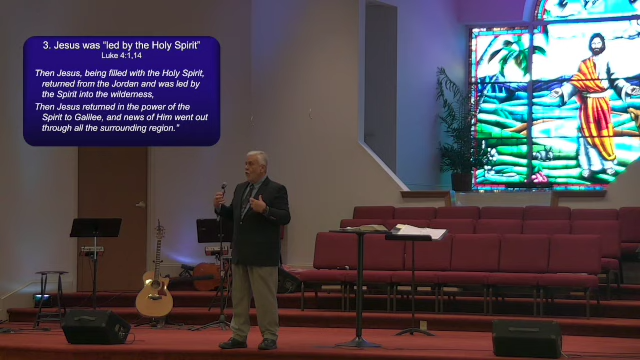 3. Jesus was "led by the Holy Spirit"
Luke 4:1,14
Then Jesus, being filled with the Holy Spirit,
returned from the Jordan and was led by
the Spirit into the wilderness,
Then Jesus returned in the power of the
Spirit to Galilee, and news of Him went out
through all the surrounding region."